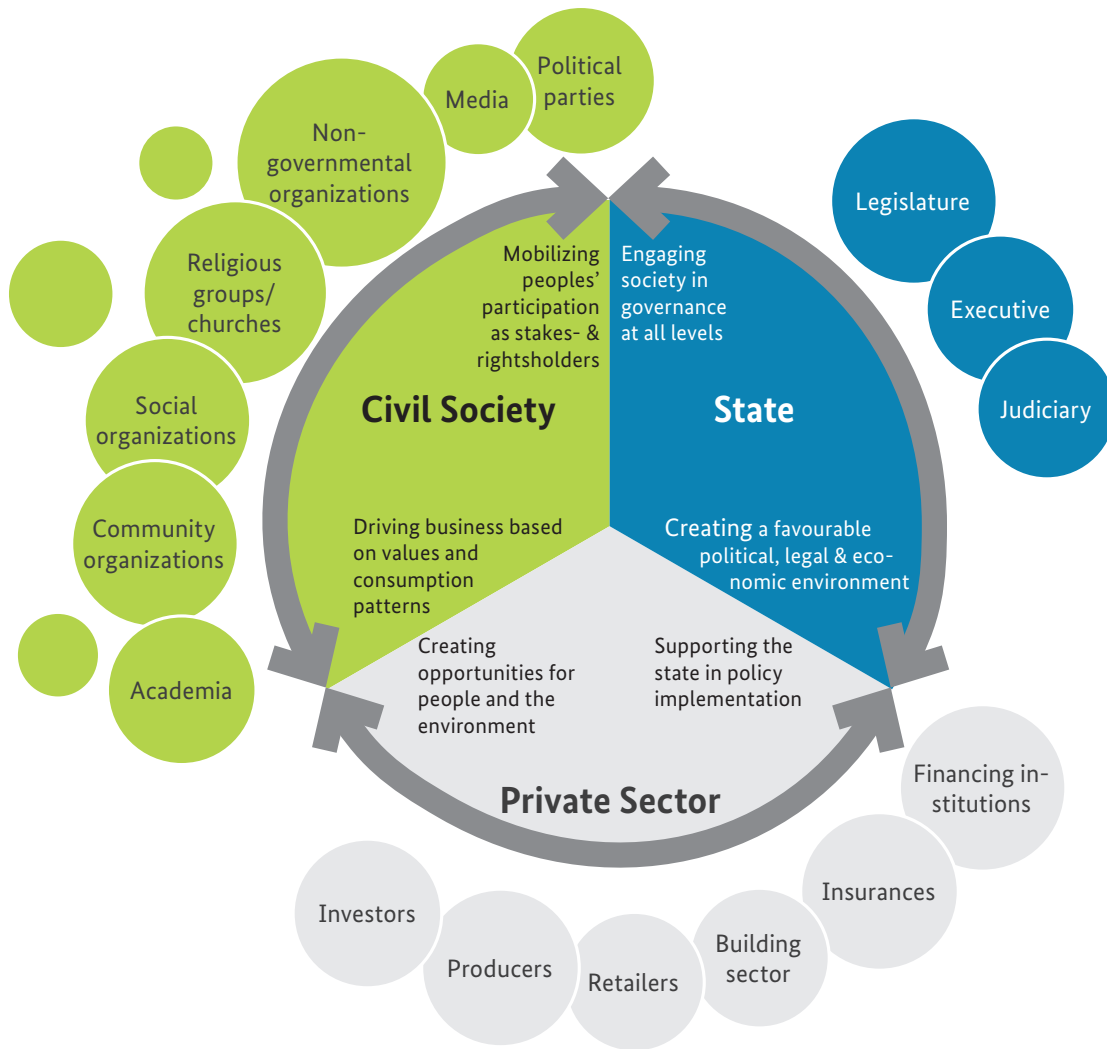 Political
parties
Media
Non-
governmental
organizations
Religious
groups/
churches
Social
organizations
Community
organizations
Academia
Legislature
Executive
Judiciary
Mobilizing
peoples’
participation
as stakes- &
rightsholders
Engaging
society in
governance
at all levels
Civil Society
State
Driving business based
on values and
consumption
patterns
Creating a favourable
political, legal & eco-
nomic environment
Creating
opportunities for
people and the
environment
Supporting the
state in policy
implementation
Private Sector
Financing in-
stitutions
Insurances
Building
sector
Retailers
Producers
Investors